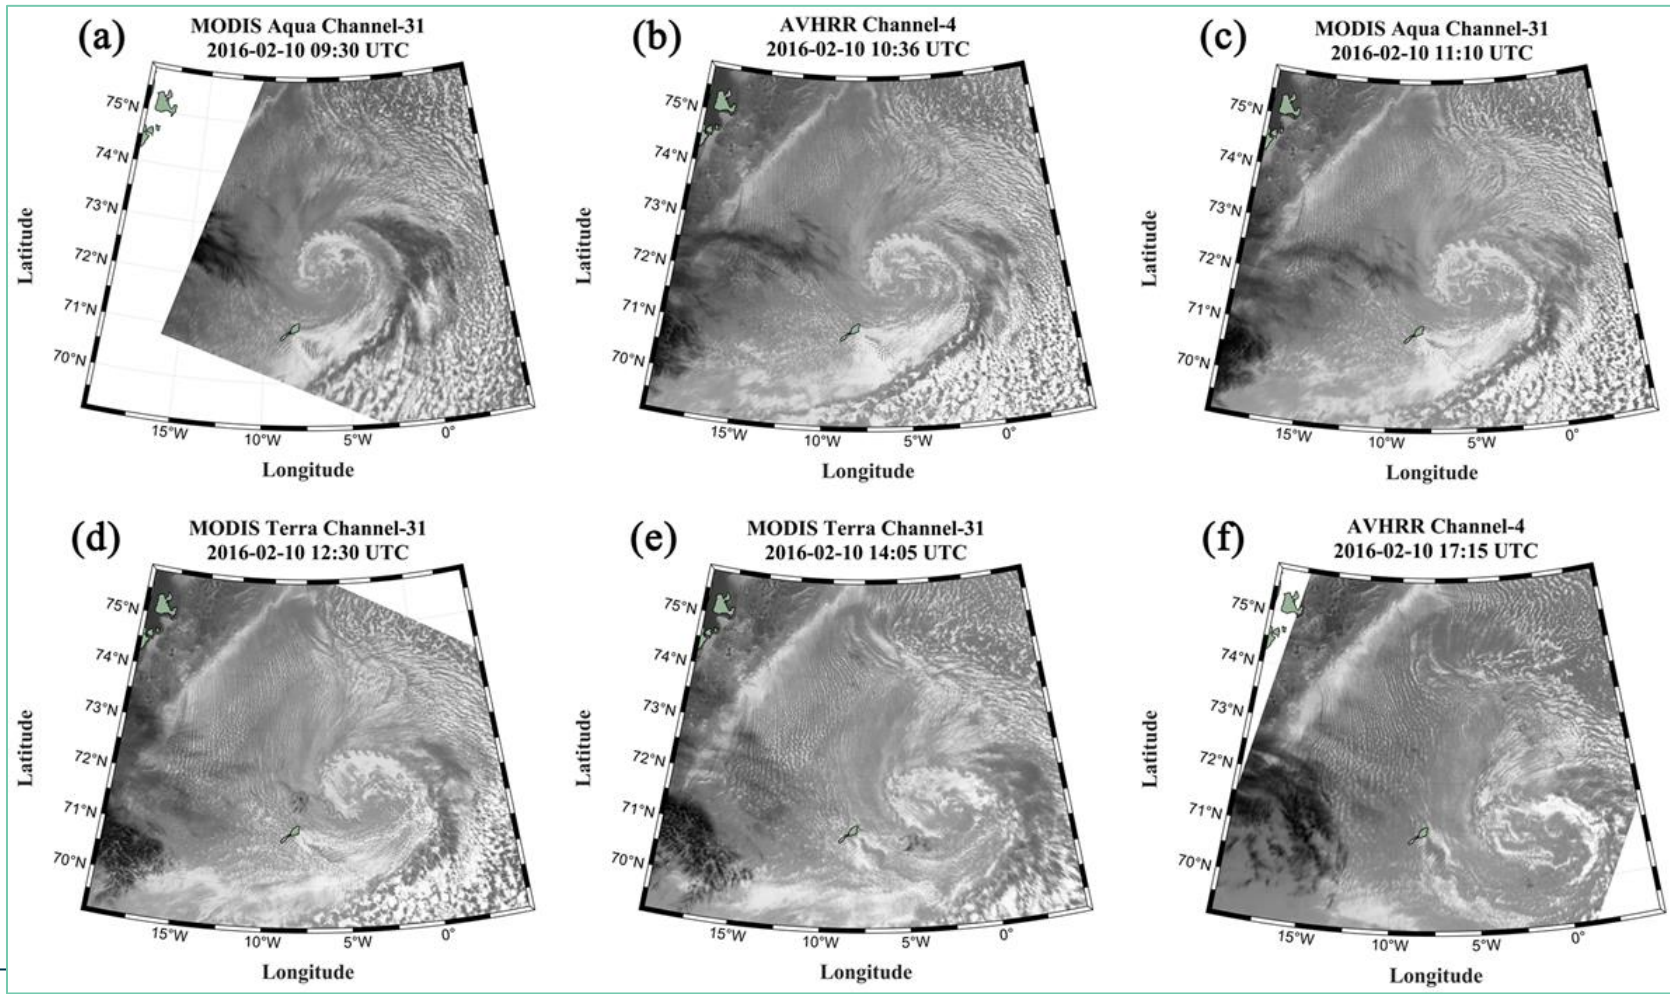 (a)
MODIS Aqua Channel-31
2016-02-10 09:30 UTC
75°N
74°N
73°N
72°N
71°N
70°N
Latitude
15°W
10°W
5°W
0°
Longitude
(b)
AVHRR Channel-4
2016-02-10 10:36 UTC
75°N
74°N
73°N
72°N
71°N
70°N
Latitude
15°W
10°W
5°W
0°
Longitude
(c)
MODIS Aqua Channel-31
2016-02-10 11:10 UTC
75°N
74°N
73°N
72°N
71°N
70°N
Latitude
15°W
10°W
5°W
0°
Longitude
(d)
MODIS Terra Channel-31
2016-02-10 12:30 UTC
75°N
74°N
73°N
72°N
71°N
70°N
Latitude
15°W
10°W
5°W
0°
Longitude
(e)
MODIS Terra Channel-31
2016-02-10 14:05 UTC
75°N
74°N
73°N
72°N
71°N
70°N
Latitude
15°W
10°W
5°W
0°
Longitude
(f)
AVHRR Channel-4
2016-02-10 17:15 UTC
75°N
74°N
73°N
72°N
71°N
70°N
Latitude
15°W
10°W
5°W
0°
Longitude